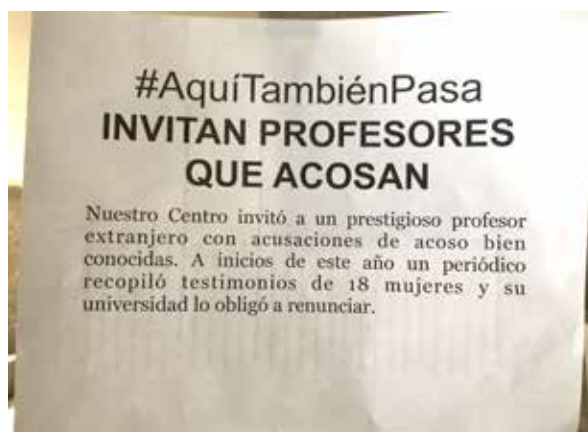 #AquíTambiénPasa
INVITAN PROFESORES
QUE ACOSAN
Nuestro Centro invitó a un prestigioso profesor
extranjero con acusaciones de acoso bien
conocidas. A inicios de este año un periódico
recopiló testimonios de 18 mujeres y su
universidad lo obligó a renunciar.